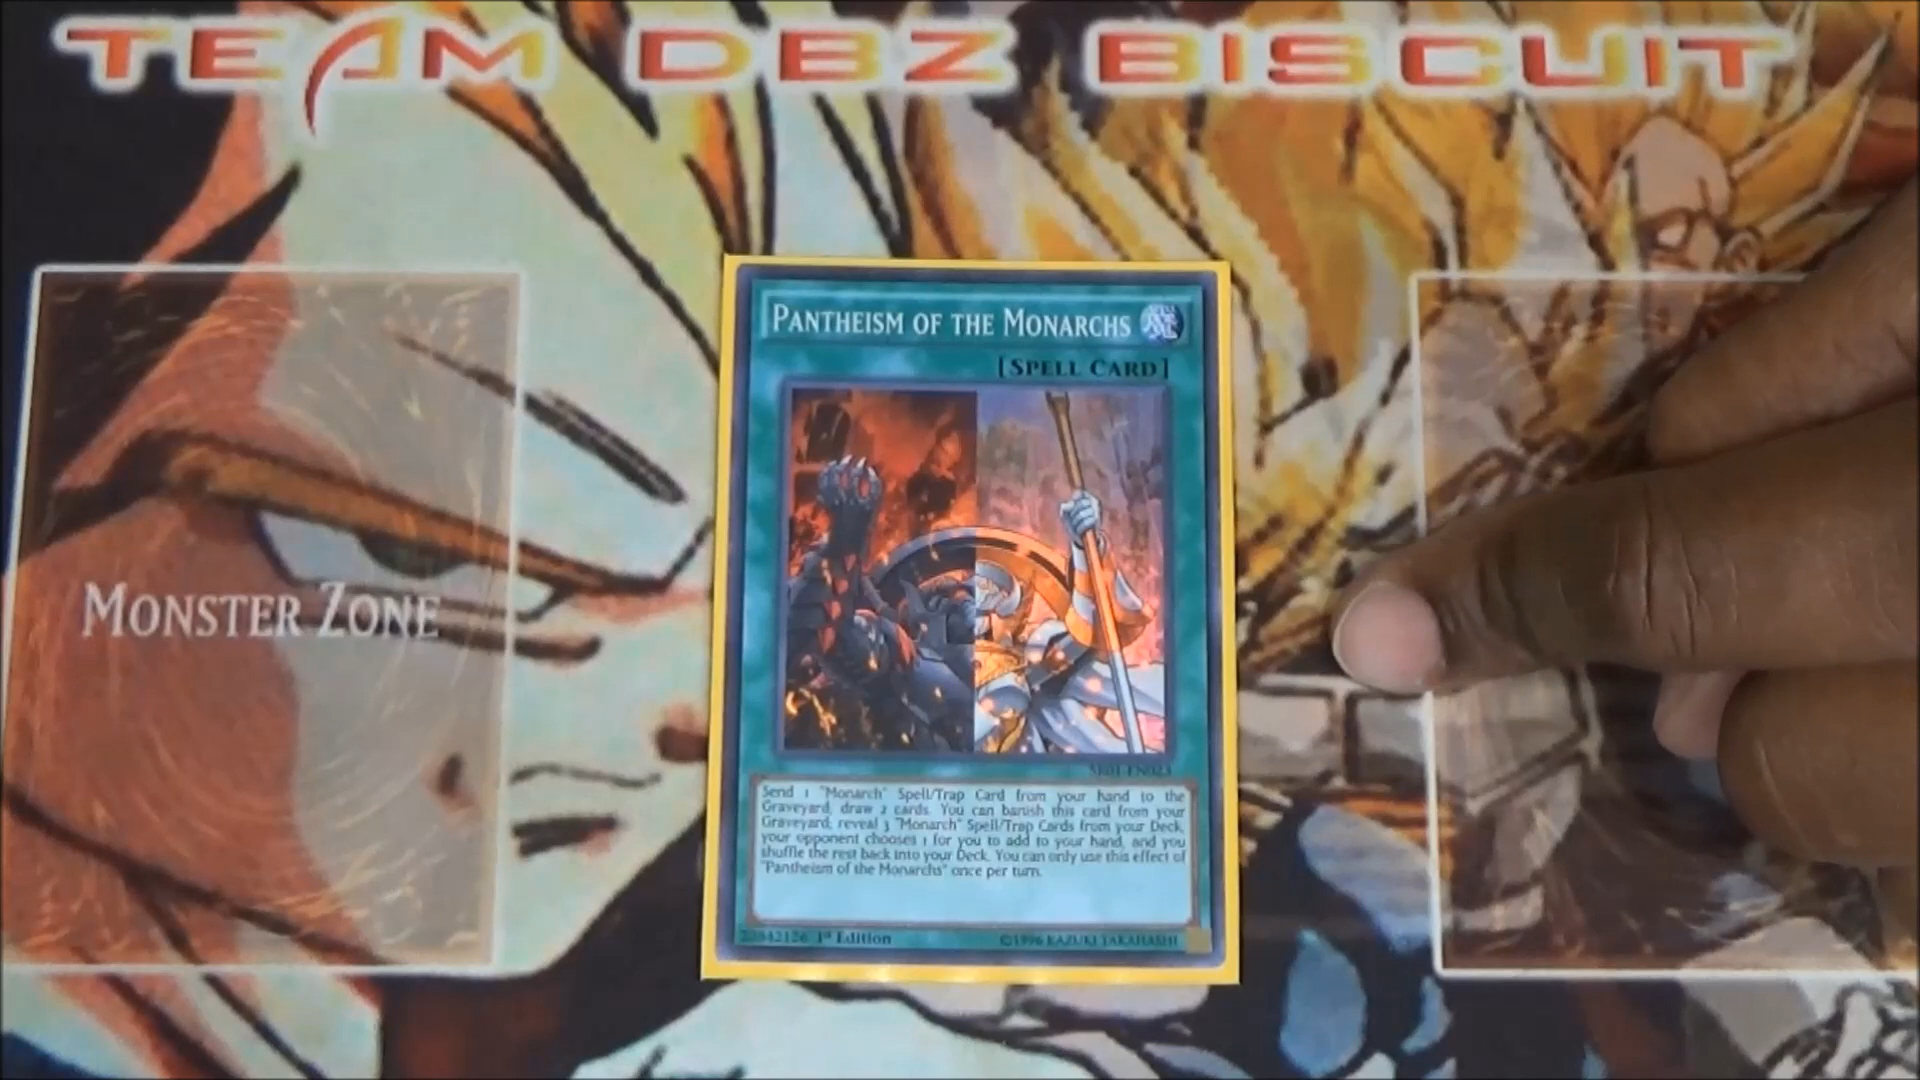 TEAM DBZ BISCUIT
PANTHEISM OF THE MONARCHS
[SPELL CARD]
MONSTER ZONE
SR01-EN023
Send 1 "Monarch" Spell/Trap Card from your hand to the
Graveyard; draw 2 cards. You can banish this card from your
Graveyard; reveal 3 "Monarch" Spell/Trap Cards from your Deck,
your opponent chooses 1 for you to add to your hand, and you
shuffle the rest back into your Deck. You can only use this effect of
"Pantheism of the Monarchs" once per turn.
22842126 1st Edition
©1996 KAZUKI TAKAHASHI